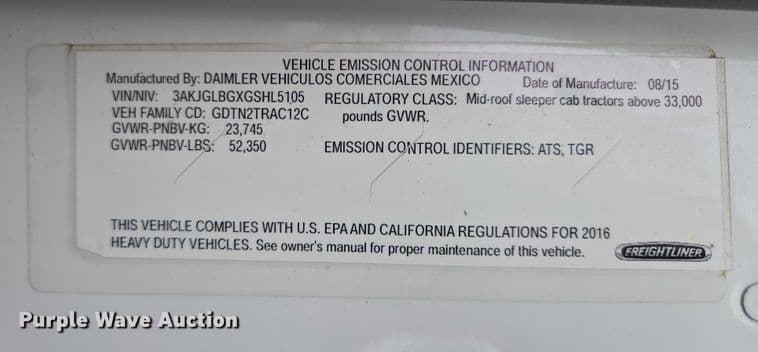 VEHICLE EMISSION CONTROL INFORMATION
Manufactured By: DAIMLER VEHICULOS COMERCIALES MEXICO Date of Manufacture: 08/15
VIN/NIV: 3AKJGLBGXGSHL5105 REGULATORY CLASS: Mid-roof sleeper cab tractors above 33,000
VEH FAMILY CD: GDTN2TRAC12C pounds GVWR.
GVWR-PNBV-KG: 23,745
GVWR-PNBV-LBS: 52,350 EMISSION CONTROL IDENTIFIERS: ATS, TGR
THIS VEHICLE COMPLIES WITH U.S. EPA AND CALIFORNIA REGULATIONS FOR 2016
HEAVY DUTY VEHICLES. See owner's manual for proper maintenance of this vehicle.
FREIGHTLINER
Purple Wave Auction